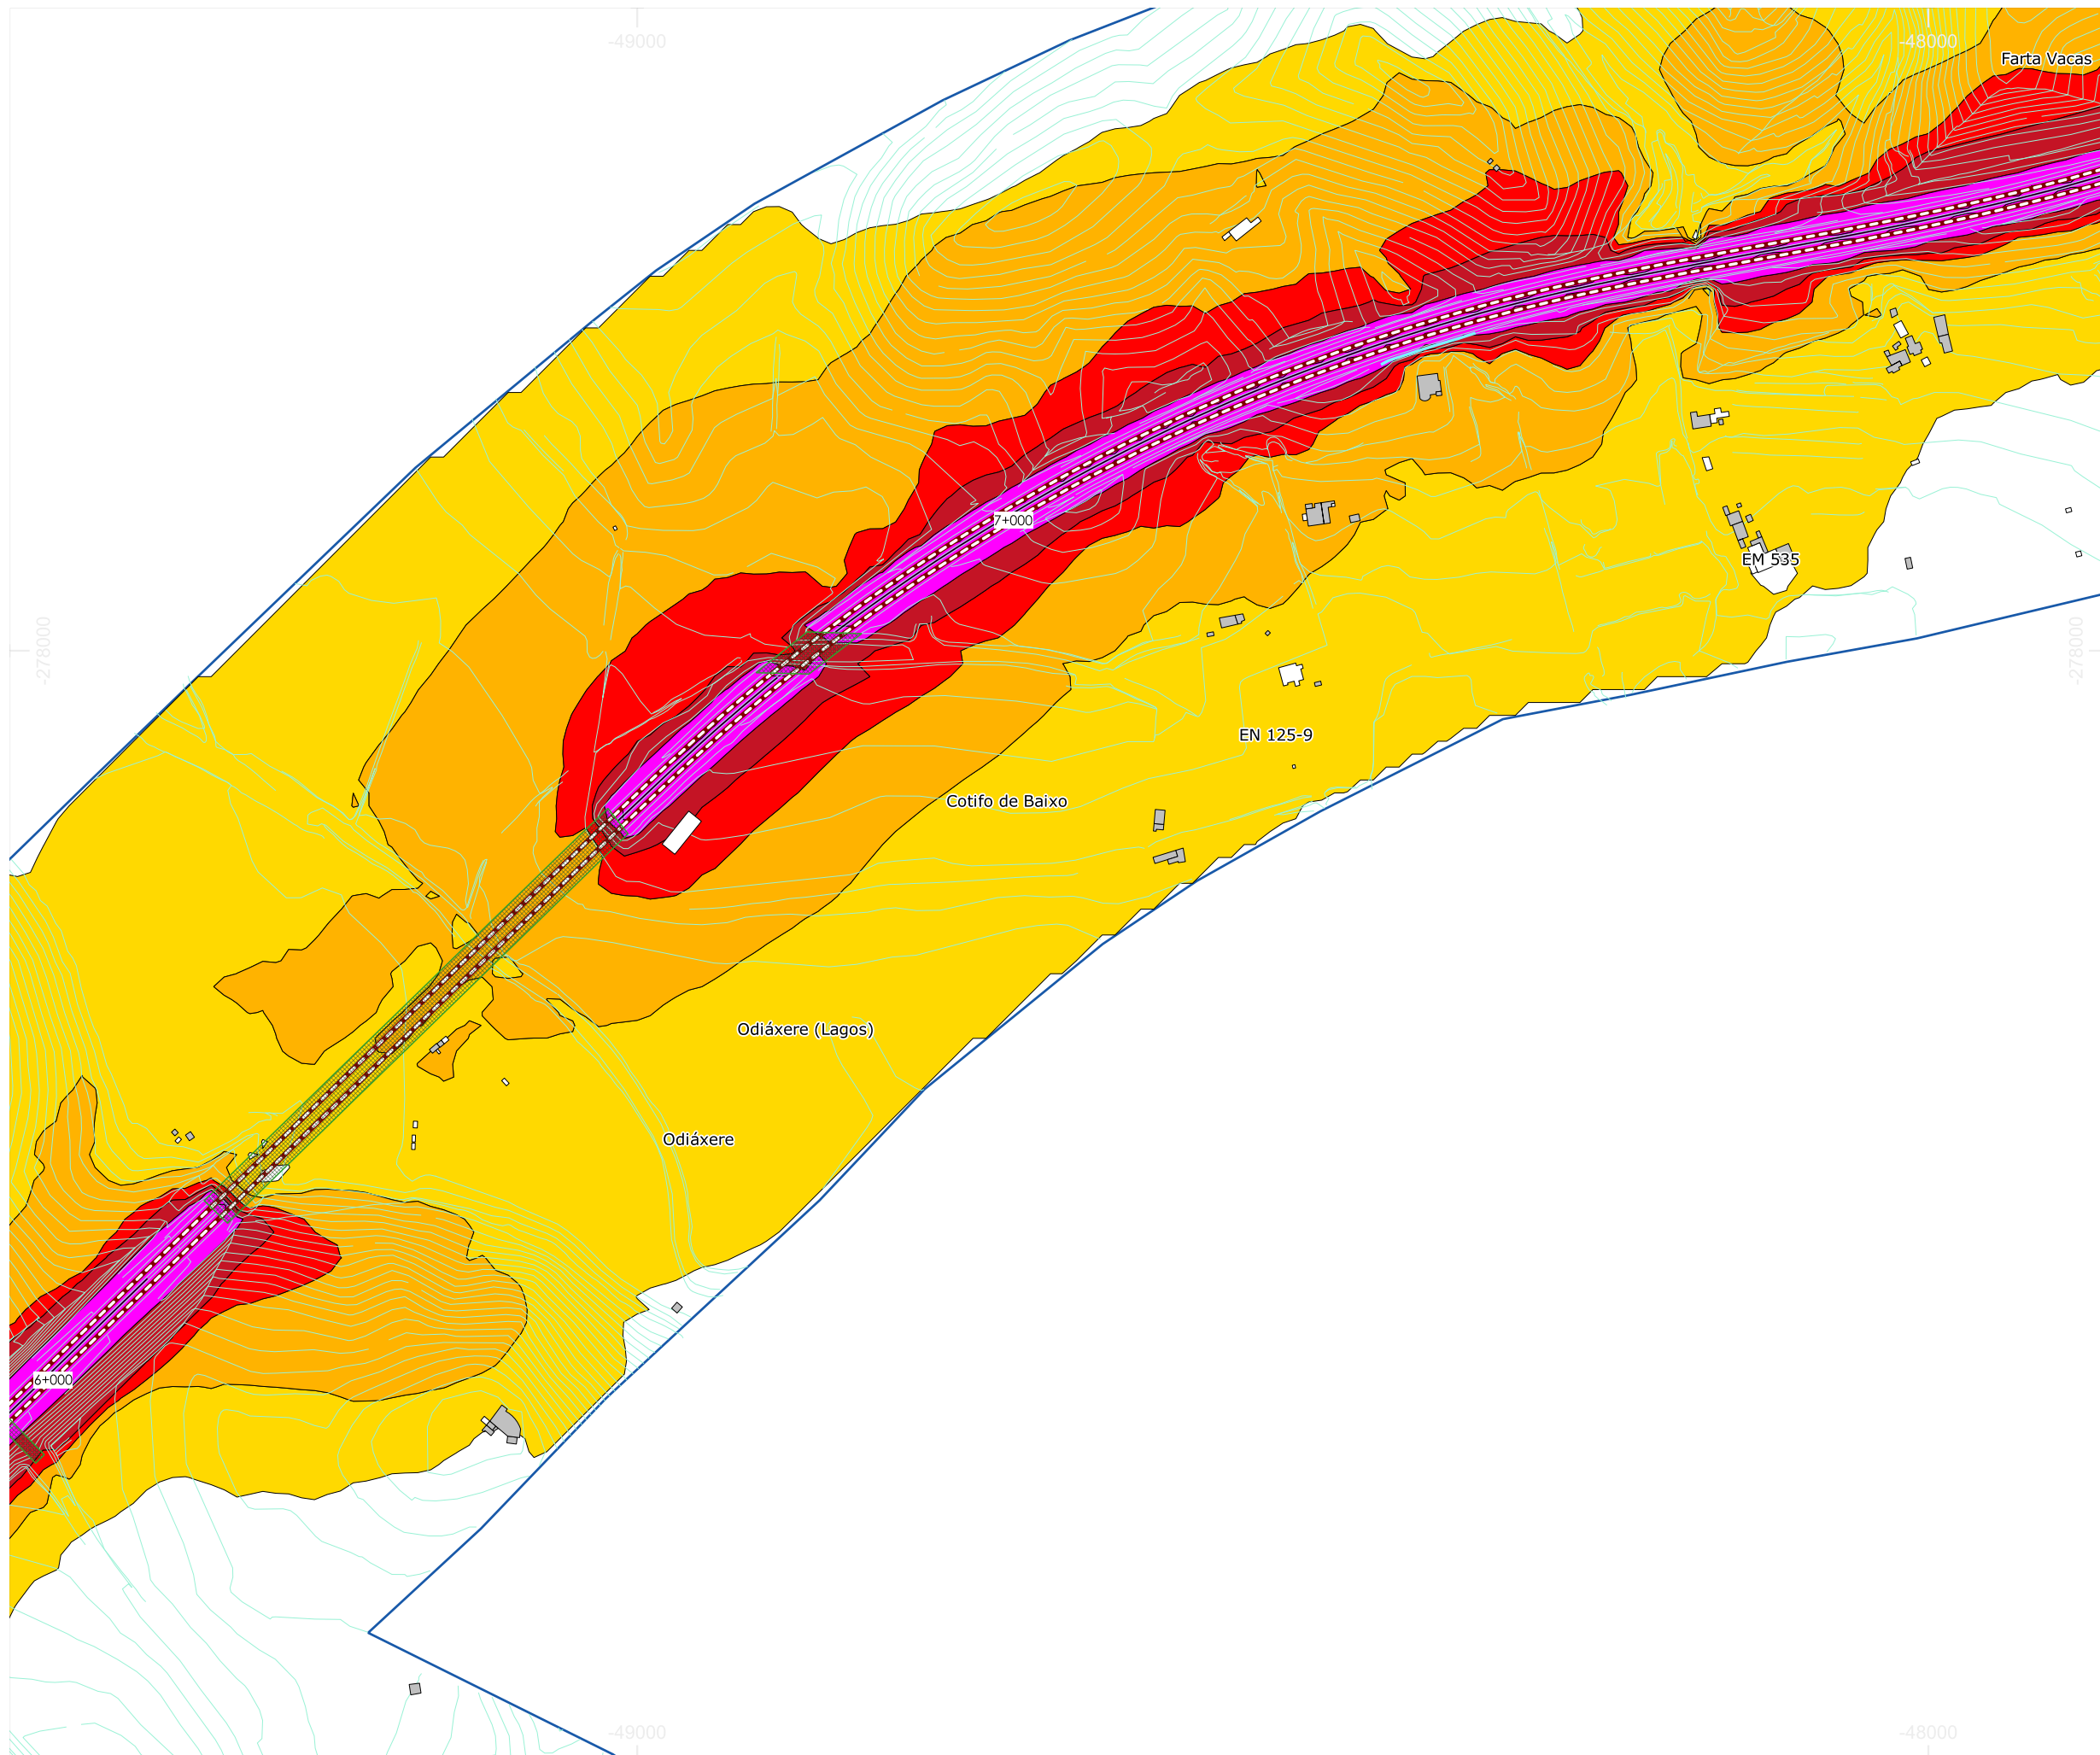 -49000
-48000
Farta Vacas
7+000
EM 535
-278000
-278000
EN 125-9
Cotifo de Baixo
Odiáxere (Lagos)
Odiáxere
6+000
-49000
-48000